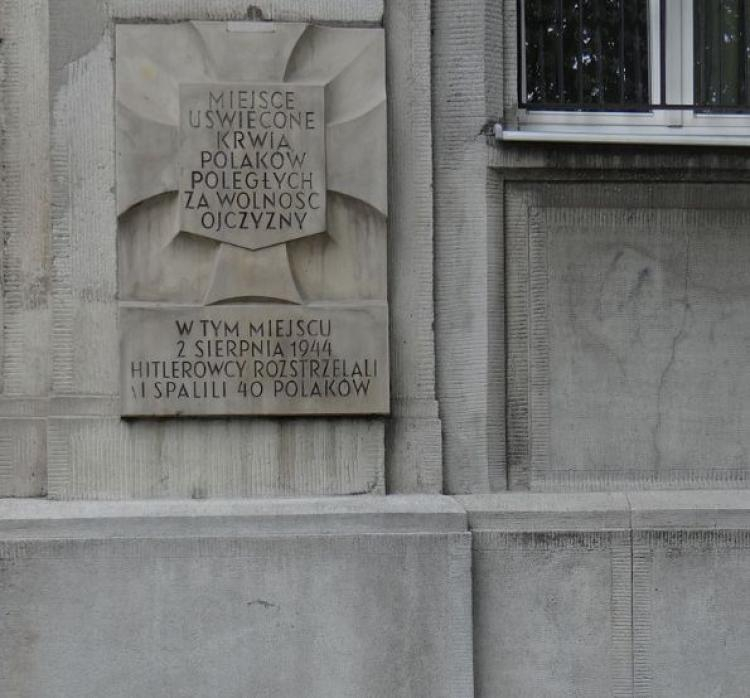 MIEJSCE
UŚWIĘCONE
KRWIĄ
POLAKÓW
POLEGŁYCH
ZA WOLNOŚĆ
OJCZYZNY
W TYM MIEJSCU
2 SIERPNIA 1944
HITLEROWCY ROZSTRZELALI
I SPALILI 40 POLAKÓW